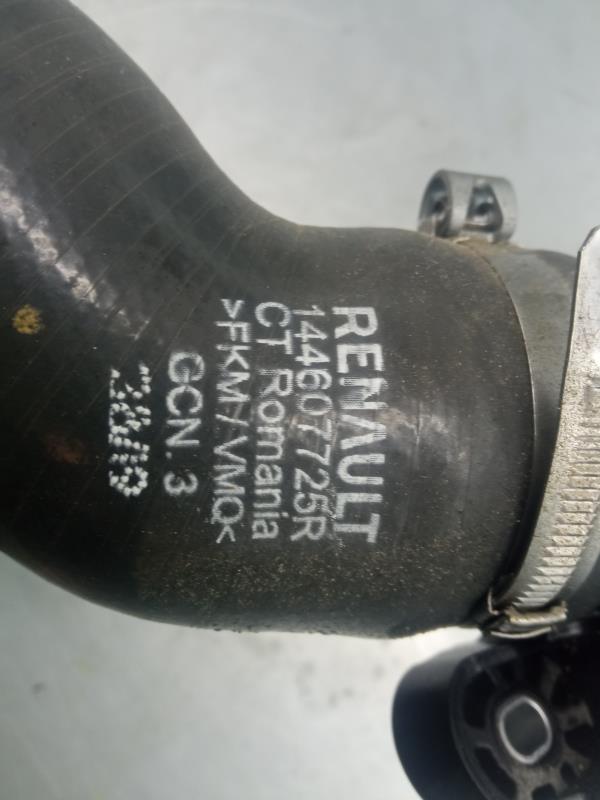 RENAULT
144607725R
CT Romania
>FKM/VMQ<
GCN. 3